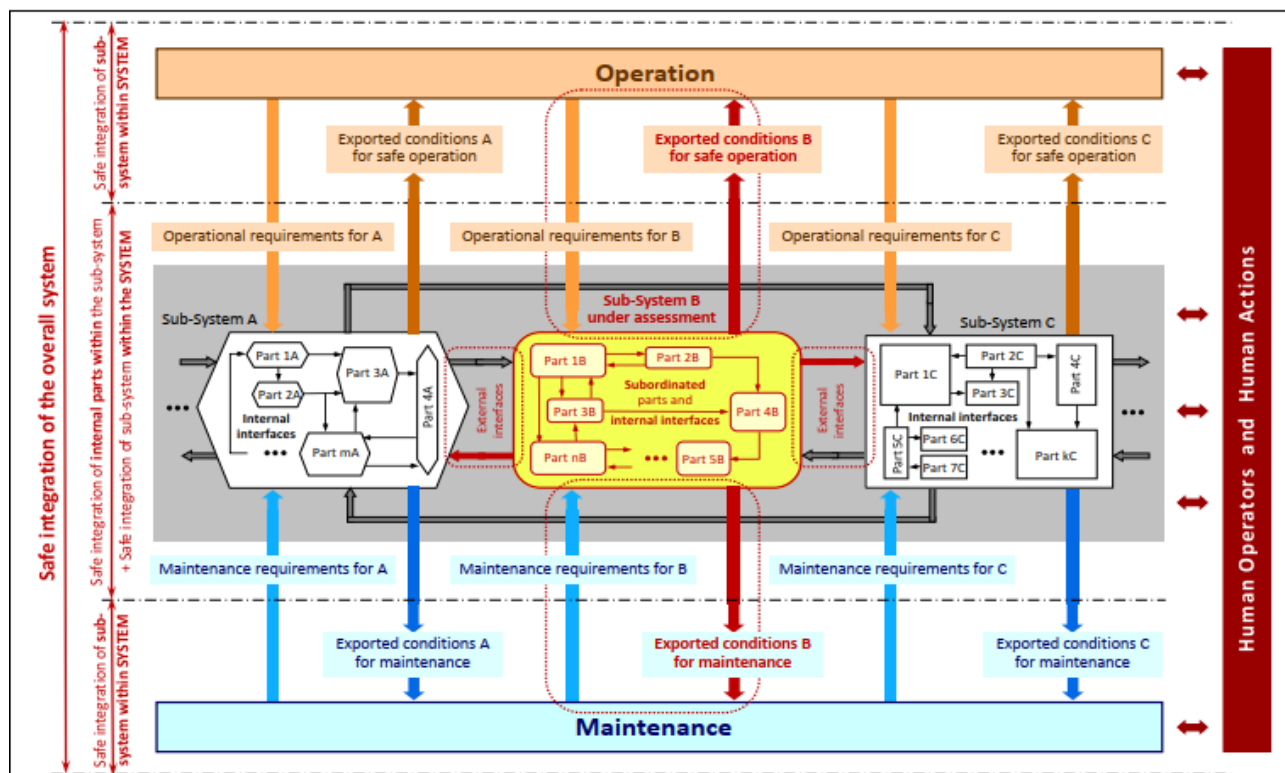 Safe integration of the overall system
Safe integration of sub-
system within SYSTEM
Safe integration of internal parts within the sub-system
+ Safe integration of sub-system within the SYSTEM
Safe integration of sub-
system within SYSTEM
Operation
Exported conditions A
for safe operation
Exported conditions B
for safe operation
Exported conditions C
for safe operation
Operational requirements for A
Operational requirements for B
Operational requirements for C
Sub-System A
Part 1A
Part 2A
Part 3A
Part 4A
Internal
interfaces
•••
Part mA
•••
External
interfaces
Sub-System B
under assessment
Part 1B
Part 2B
Subordinated
parts and
internal interfaces
Part 3B
Part 4B
Part nB
•••
Part 5B
External
interfaces
Sub-System C
Part 1C
Part 2C
Part 3C
Part 4C
Internal interfaces
Part 5C
Part 6C
Part 7C
•••
Part kC
•••
Maintenance requirements for A
Maintenance requirements for B
Maintenance requirements for C
Exported conditions A
for maintenance
Exported conditions B
for maintenance
Exported conditions C
for maintenance
Maintenance
Human Operators and Human Actions